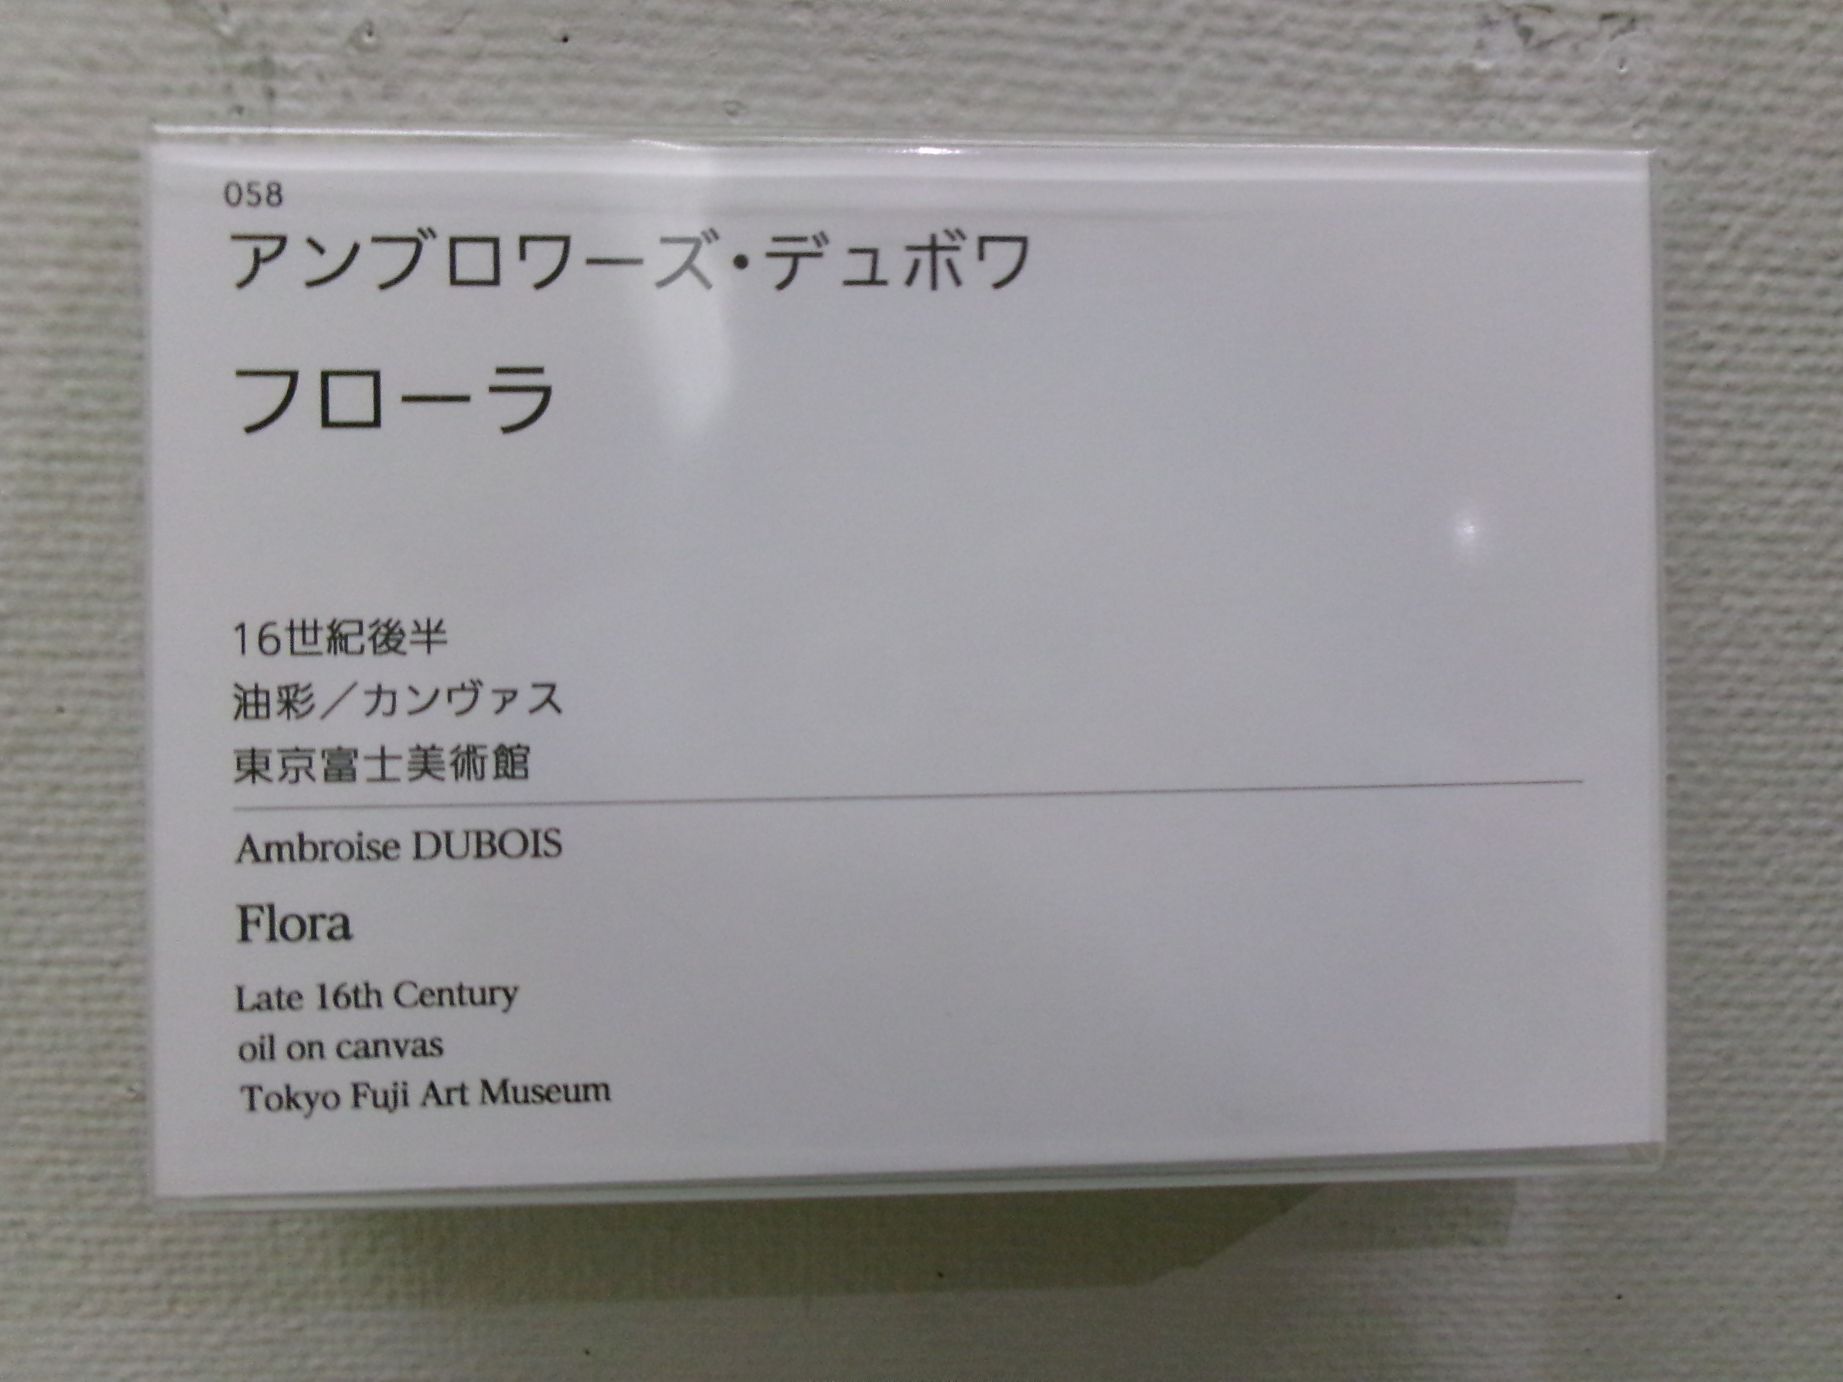 058
アンブロワーズ・デュボワ
フローラ
16世紀後半
油彩／カンヴァス
東京富士美術館
Ambroise DUBOIS
Flora
Late 16th Century
oil on canvas
Tokyo Fuji Art Museum